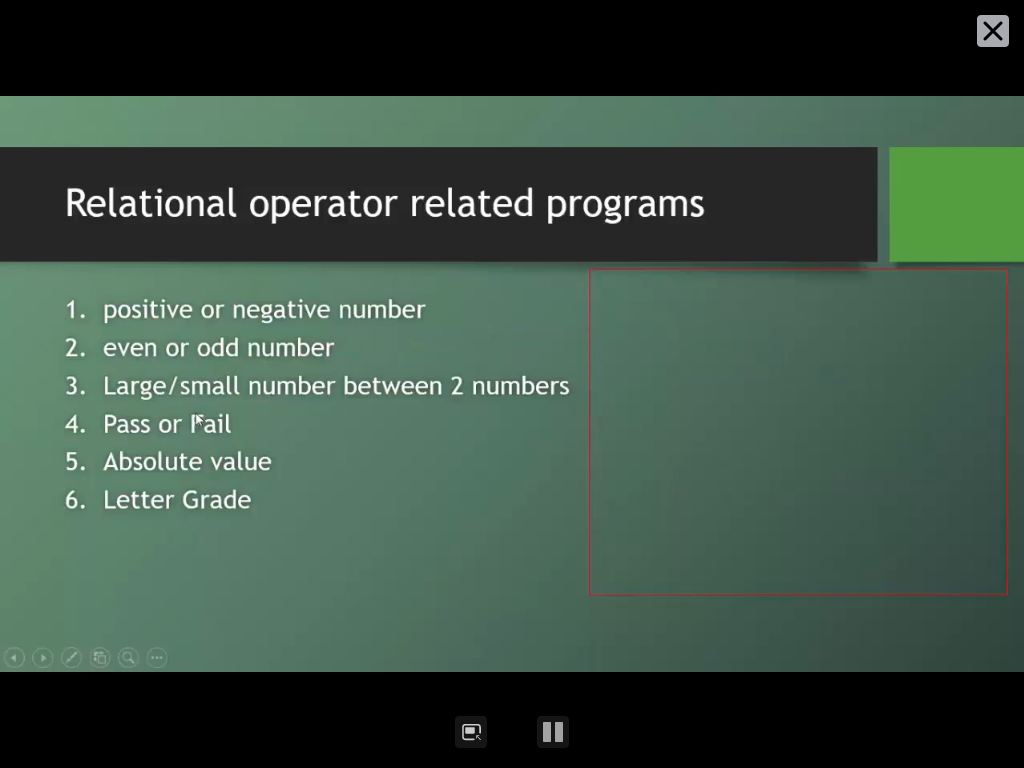 Relational operator related programs
1. positive or negative number
2. even or odd number
3. Large/small number between 2 numbers
4. Pass or Fail
5. Absolute value
6. Letter Grade